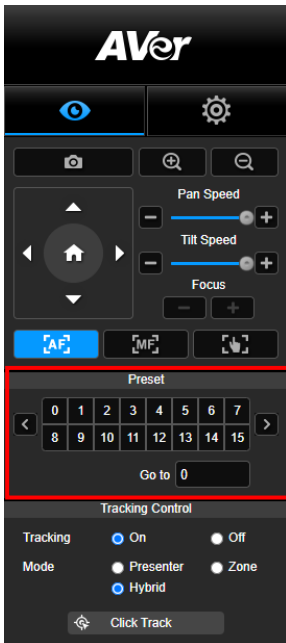 AVer
Pan Speed
Tilt Speed
Focus
AF MF
Preset
0 1 2 3 4 5 6 7
8 9 10 11 12 13 14 15
Go to 0
Tracking Control
Tracking On Off
Mode Presenter Zone
Hybrid
Click Track